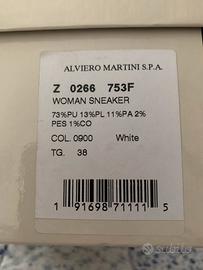 ALVIERO MARTINI S.P.A.
Z 0266 753F
WOMAN SNEAKER
73%PU 13%PL 11%PA 2%
PES 1%CO
COL. 0900 White
TG. 38
1 91698 71111 5
subito